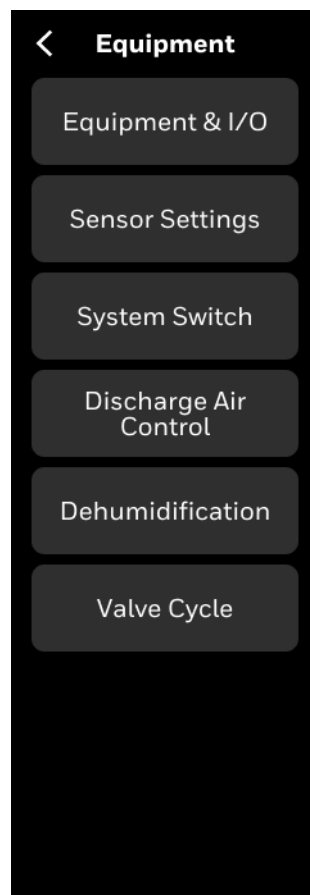 Equipment
Equipment & I/O
Sensor Settings
System Switch
Discharge Air
Control
Dehumidification
Valve Cycle